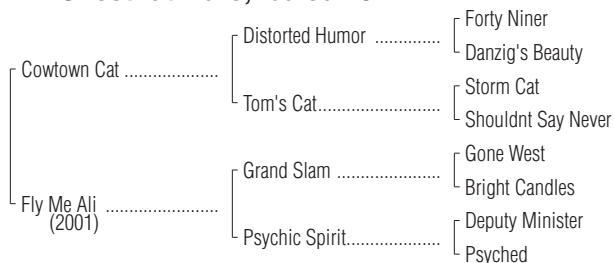 Forty Niner
Distorted Humor ................
Danzig's Beauty
Cowtown Cat ...................
Storm Cat
Tom's Cat.........................
Shouldnt Say Never
Gone West
Grand Slam .....................
Bright Candles
Fly Me Ali ......................
(2001)
Deputy Minister
Psychic Spirit...................
Psyched